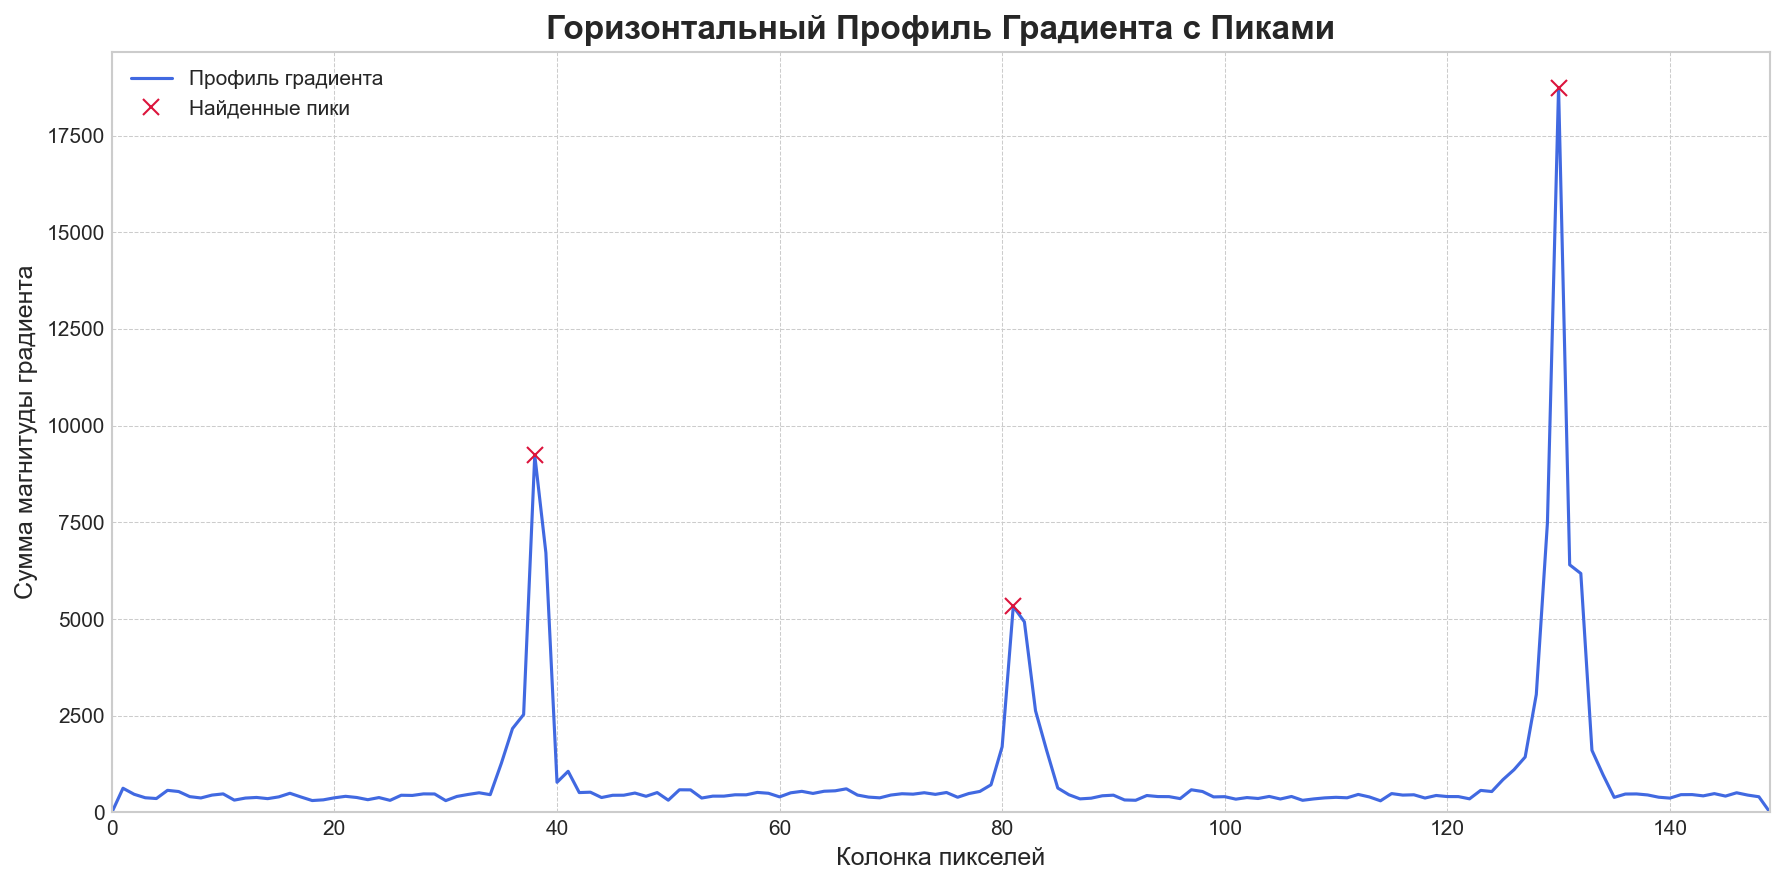 Горизонтальный Профиль Градиента с Пиками
Профиль градиента
Найденные пики
17500
15000
12500
10000
7500
5000
2500
0
Сумма магнитуды градиента
0 20 40 60 80 100 120 140
Колонка пикселей